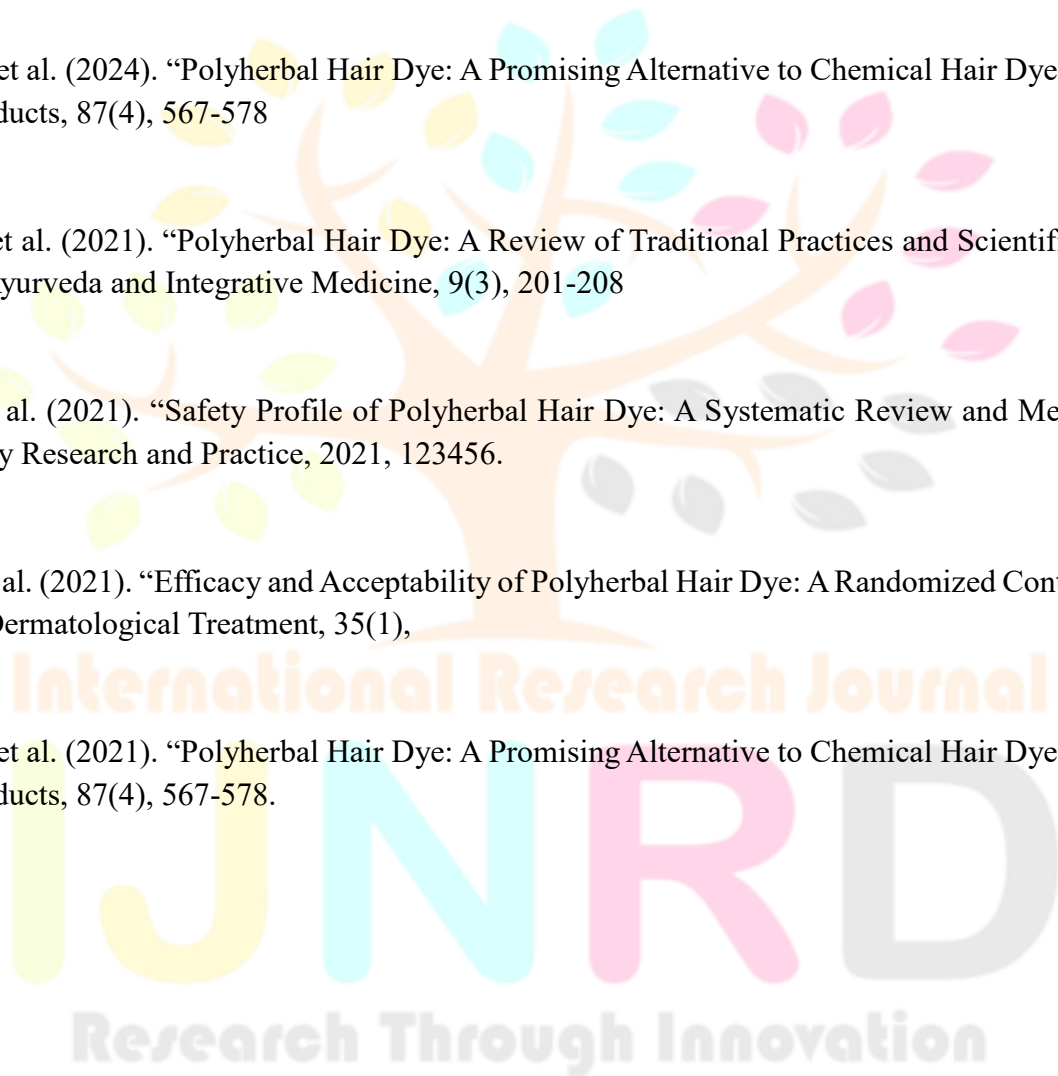 et al. (2024). “Polyherbal Hair Dye: A Promising Alternative to Chemical Hair Dye
ducts, 87(4), 567-578
et al. (2021). “Polyherbal Hair Dye: A Review of Traditional Practices and Scientif
yurveda and Integrative Medicine, 9(3), 201-208
al. (2021). “Safety Profile of Polyherbal Hair Dye: A Systematic Review and Me
y Research and Practice, 2021, 123456.
al. (2021). “Efficacy and Acceptability of Polyherbal Hair Dye: A Randomized Con
Dermatological Treatment, 35(1),
International Research Journal
et al. (2021). “Polyherbal Hair Dye: A Promising Alternative to Chemical Hair Dye
ducts, 87(4), 567-578.
IJNRD
Research Through Innovation